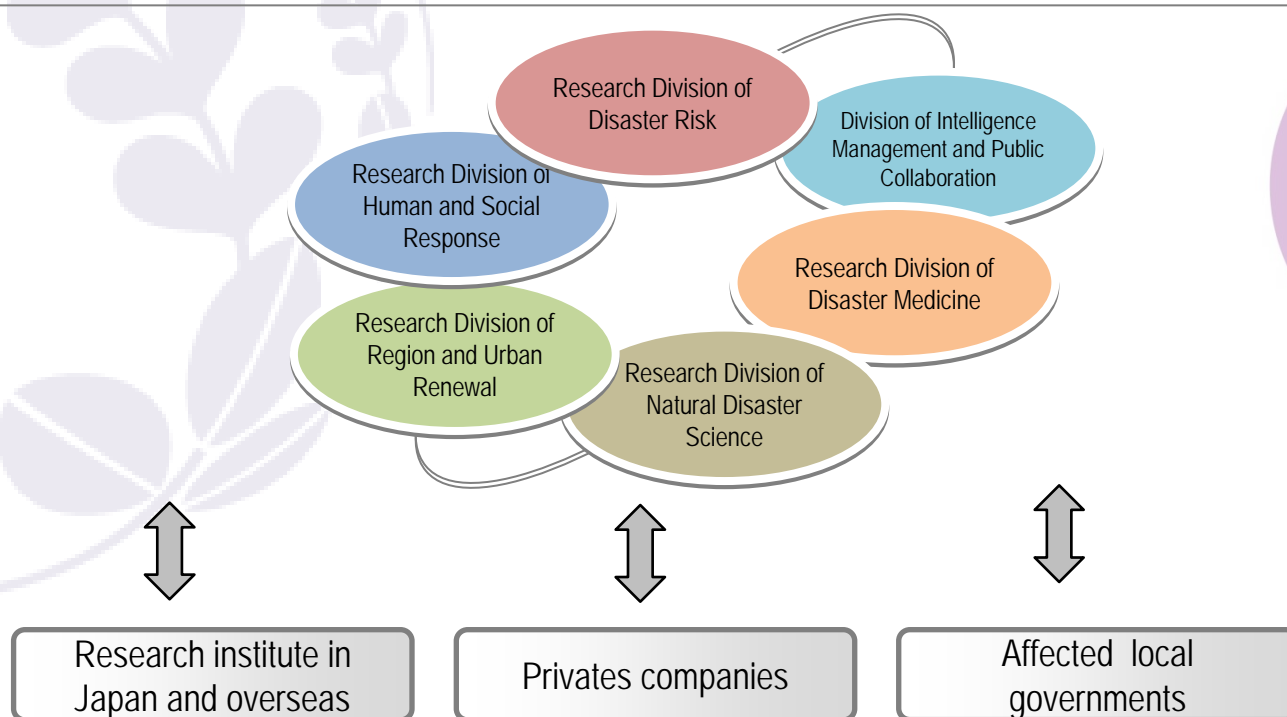 Research Division of
Disaster Risk
Division of Intelligence
Management and Public
Collaboration
Research Division of
Human and Social
Response
Research Division of
Disaster Medicine
Research Division of
Region and Urban
Renewal
Research Division of
Natural Disaster
Science
Research institute in
Japan and overseas
Privates companies
Affected local
governments